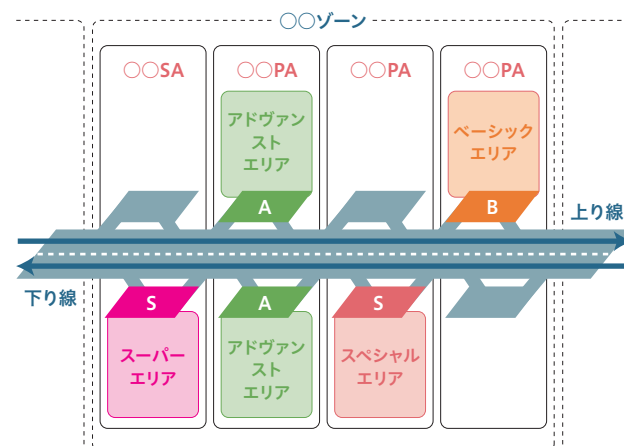 ○○ゾーン
○○SA
○○PA
○○PA
○○PA
アドヴァン
スト
エリア
ベーシック
エリア
A
B
上り線
下り線
S
A
S
スーパー
エリア
アドヴァン
スト
エリア
スペシャル
エリア